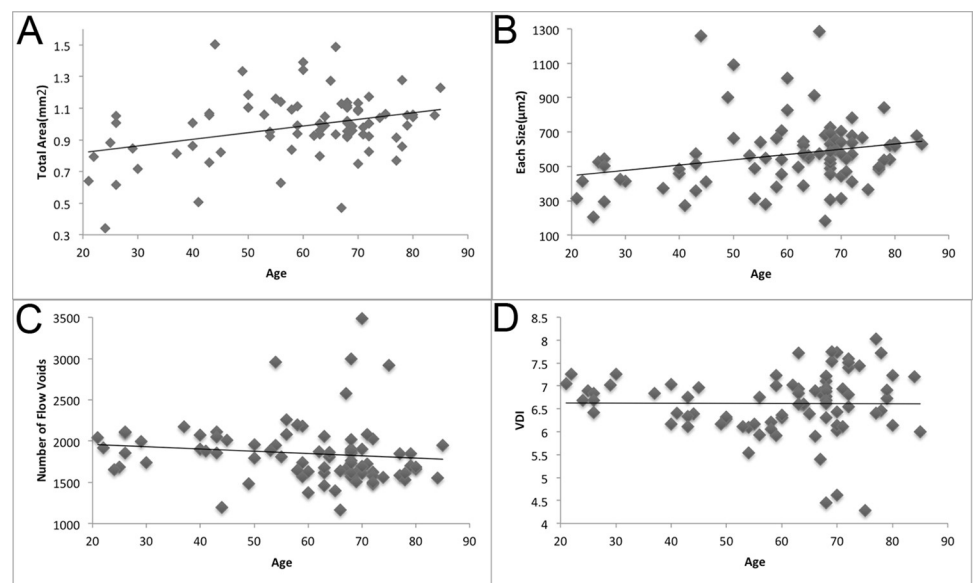 A
Total Area(mm2)
1.5
1.3
1.1
0.9
0.7
0.5
0.3
20 30 40 50 60 70 80 90
Age
B
Each Size(μm2)
1300
1100
900
700
500
300
100
20 30 40 50 60 70 80 90
Age
C
Number of Flow Voids
3500
3000
2500
2000
1500
1000
20 30 40 50 60 70 80 90
Age
D
VDI
8.5
8
7.5
7
6.5
6
5.5
5
4.5
4
20 30 40 50 60 70 80 90
Age